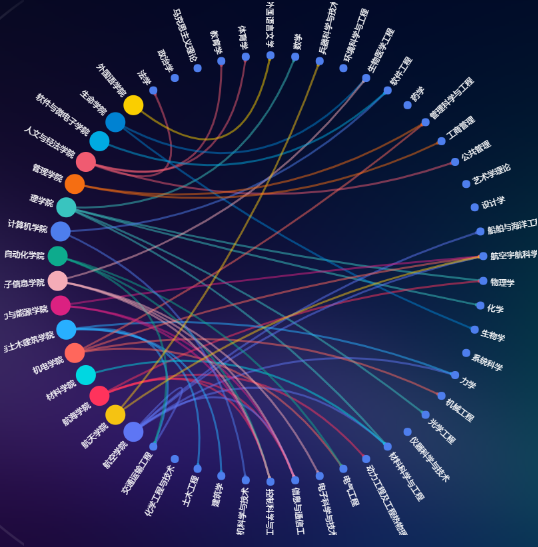 外国语言文学
兵器科学与技术
环境科学与工程
生物医学工程
软件工程
药学
管理科学与工程
工商管理
公共管理
艺术学理论
设计学
船舶与海洋工
航空宇航科学
物理学
化学
生物学
系统科学
力学
机械工程
光学工程
仪器科学与技术
材料科学与工程
动力工程及工程热物理
电气工程
电子科学与技术
信息与通信工
控制科学与工
机科学与技术
建筑学
土木工程
化学工程与技术
交通运输工程
航空学院
航天学院
航海学院
材料学院
机电学院
与土木建筑学院
力与能源学院
子信息学院
自动化学院
计算机学院
理学院
管理学院
人文与经法学院
软件与微电子学院
生命学院
外国语学院
法学
政治学
马克思主义理论
教育学
体育学
数学